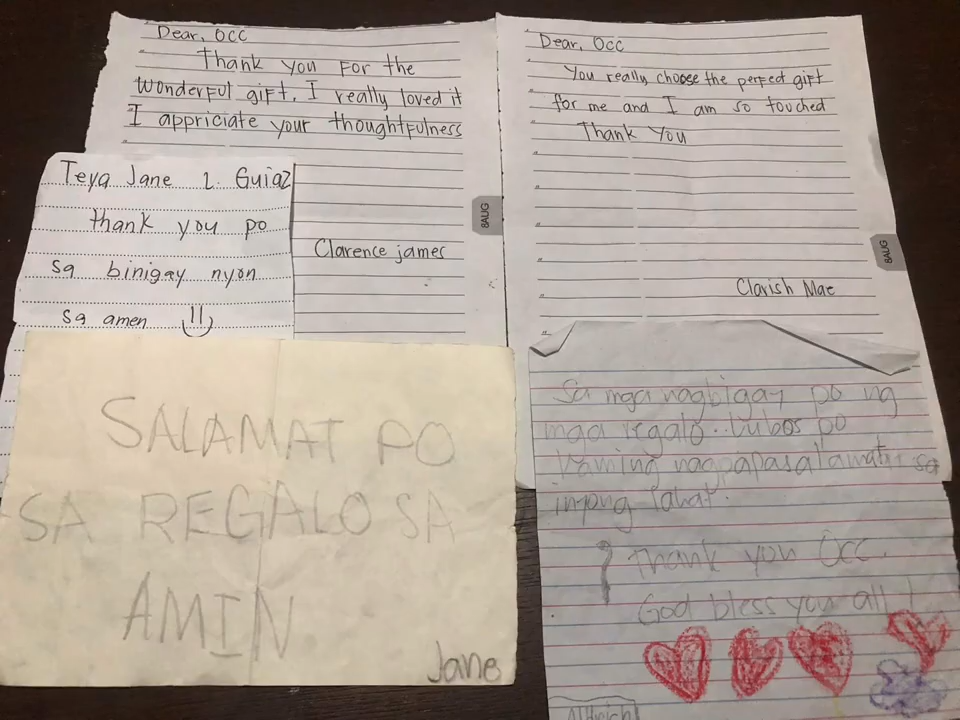 Dear, OCC
Thank you For the
wonderful gift. I really loved it
I appriciate your thoughtfulness
8AUG
Clarence james
Dear, OCC
You really choose the perfect gift
for me and I am so touched
Thank You
8AUG
Clarish Mae
Teya Jane L. Guiaz
thank you po
sa binigay nyon
sa amen
SALAMAT PO
SA REGALO SA
AMIN
Jane
Sa mga nagbigay po ng
mga regalo.. lubos po
kaming nagpapasalamat sa
inyong lahat".
Thank you Occ.
God bless you all!
Aldrich